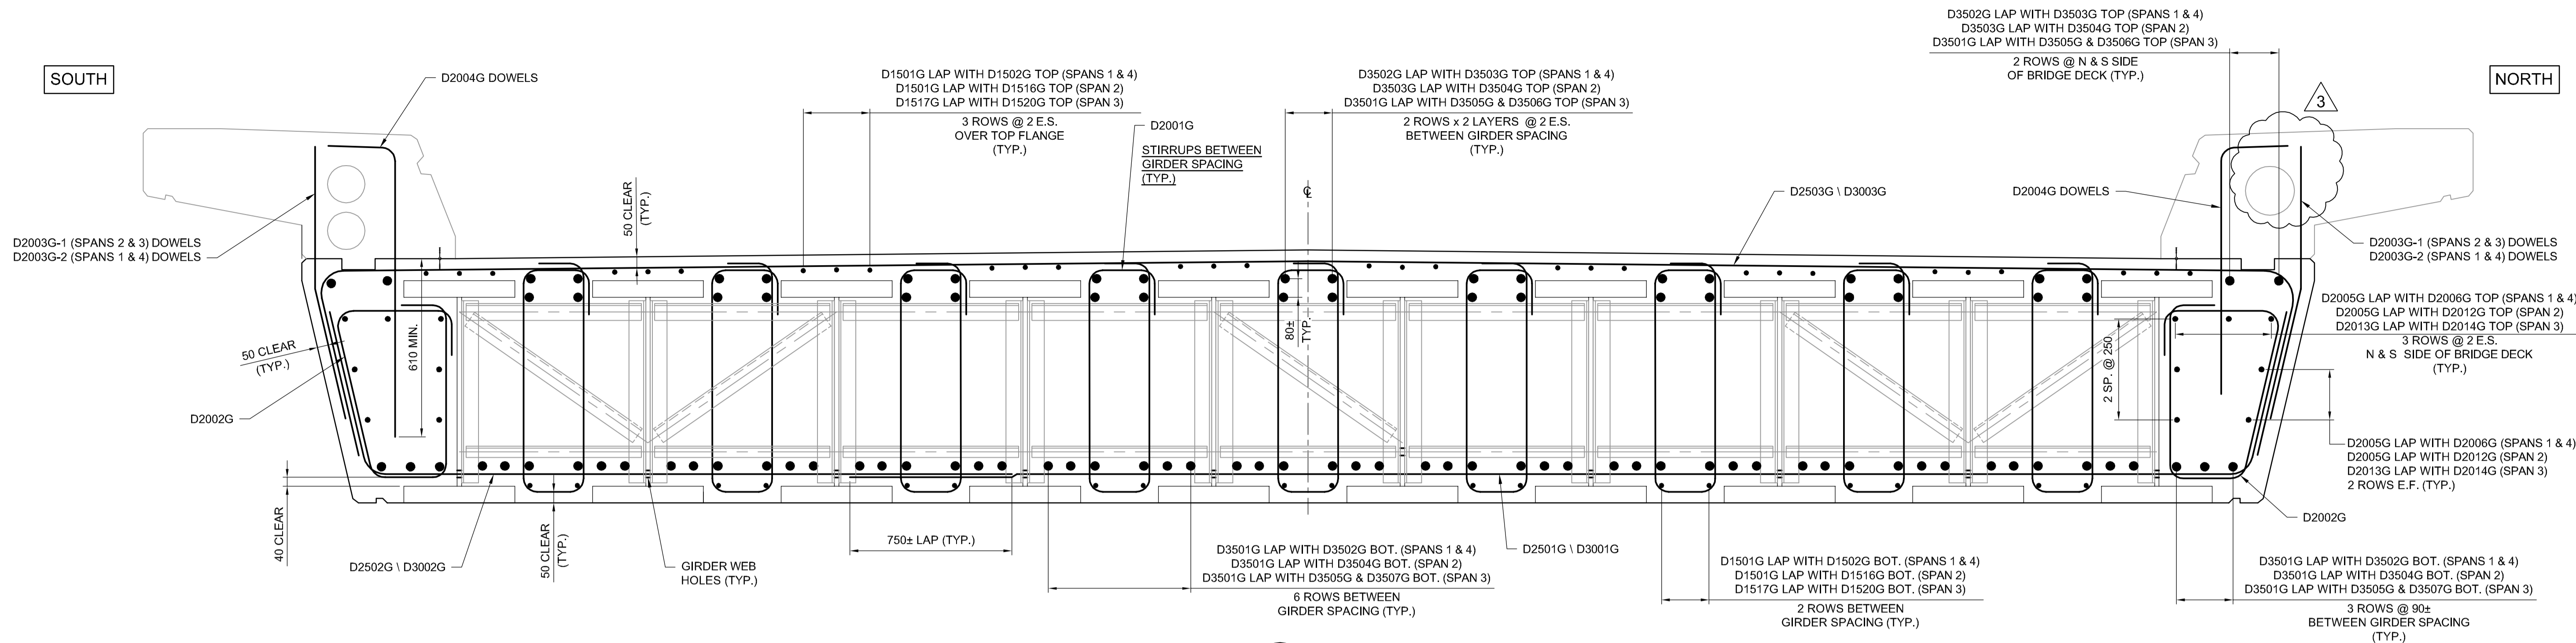 SOUTH
D2004G DOWELS
D1501G LAP WITH D1502G TOP (SPANS 1 & 4)
D1501G LAP WITH D1516G TOP (SPAN 2)
D1517G LAP WITH D1520G TOP (SPAN 3)
3 ROWS @ 2 E.S.
OVER TOP FLANGE
(TYP.)
D2001G
STIRRUPS BETWEEN
GIRDER SPACING
(TYP.)
D3502G LAP WITH D3503G TOP (SPANS 1 & 4)
D3503G LAP WITH D3504G TOP (SPAN 2)
D3501G LAP WITH D3505G & D3506G TOP (SPAN 3)
2 ROWS x 2 LAYERS @ 2 E.S.
BETWEEN GIRDER SPACING
(TYP.)
D3502G LAP WITH D3503G TOP (SPANS 1 & 4)
D3503G LAP WITH D3504G TOP (SPAN 2)
D3501G LAP WITH D3505G & D3506G TOP (SPAN 3)
2 ROWS @ N & S SIDE
OF BRIDGE DECK (TYP.)
NORTH
3
50 CLEAR
(TYP.)
℄
D2503G \ D3003G
D2004G DOWELS
D2003G-1 (SPANS 2 & 3) DOWELS
D2003G-2 (SPANS 1 & 4) DOWELS
D2003G-1 (SPANS 2 & 3) DOWELS
D2003G-2 (SPANS 1 & 4) DOWELS
50 CLEAR
(TYP.)
610 MIN.
80±
TYP.
2 SP. @ 250
D2005G LAP WITH D2006G TOP (SPANS 1 & 4)
D2005G LAP WITH D2012G TOP (SPAN 2)
D2013G LAP WITH D2014G TOP (SPAN 3)
3 ROWS @ 2 E.S.
N & S SIDE OF BRIDGE DECK
(TYP.)
D2002G
D2005G LAP WITH D2006G (SPANS 1 & 4)
D2005G LAP WITH D2012G (SPAN 2)
D2013G LAP WITH D2014G (SPAN 3)
2 ROWS E.F. (TYP.)
D2002G
40 CLEAR
D2502G \ D3002G
50 CLEAR
(TYP.)
GIRDER WEB
HOLES (TYP.)
750± LAP (TYP.)
D3501G LAP WITH D3502G BOT. (SPANS 1 & 4)
D3501G LAP WITH D3504G BOT. (SPAN 2)
D3501G LAP WITH D3505G & D3507G BOT. (SPAN 3)
6 ROWS BETWEEN
GIRDER SPACING (TYP.)
D2501G \ D3001G
D1501G LAP WITH D1502G BOT. (SPANS 1 & 4)
D1501G LAP WITH D1516G BOT. (SPAN 2)
D1517G LAP WITH D1520G BOT. (SPAN 3)
2 ROWS BETWEEN
GIRDER SPACING (TYP.)
D3501G LAP WITH D3502G BOT. (SPANS 1 & 4)
D3501G LAP WITH D3504G BOT. (SPAN 2)
D3501G LAP WITH D3505G & D3507G BOT. (SPAN 3)
3 ROWS @ 90±
BETWEEN GIRDER SPACING
(TYP.)